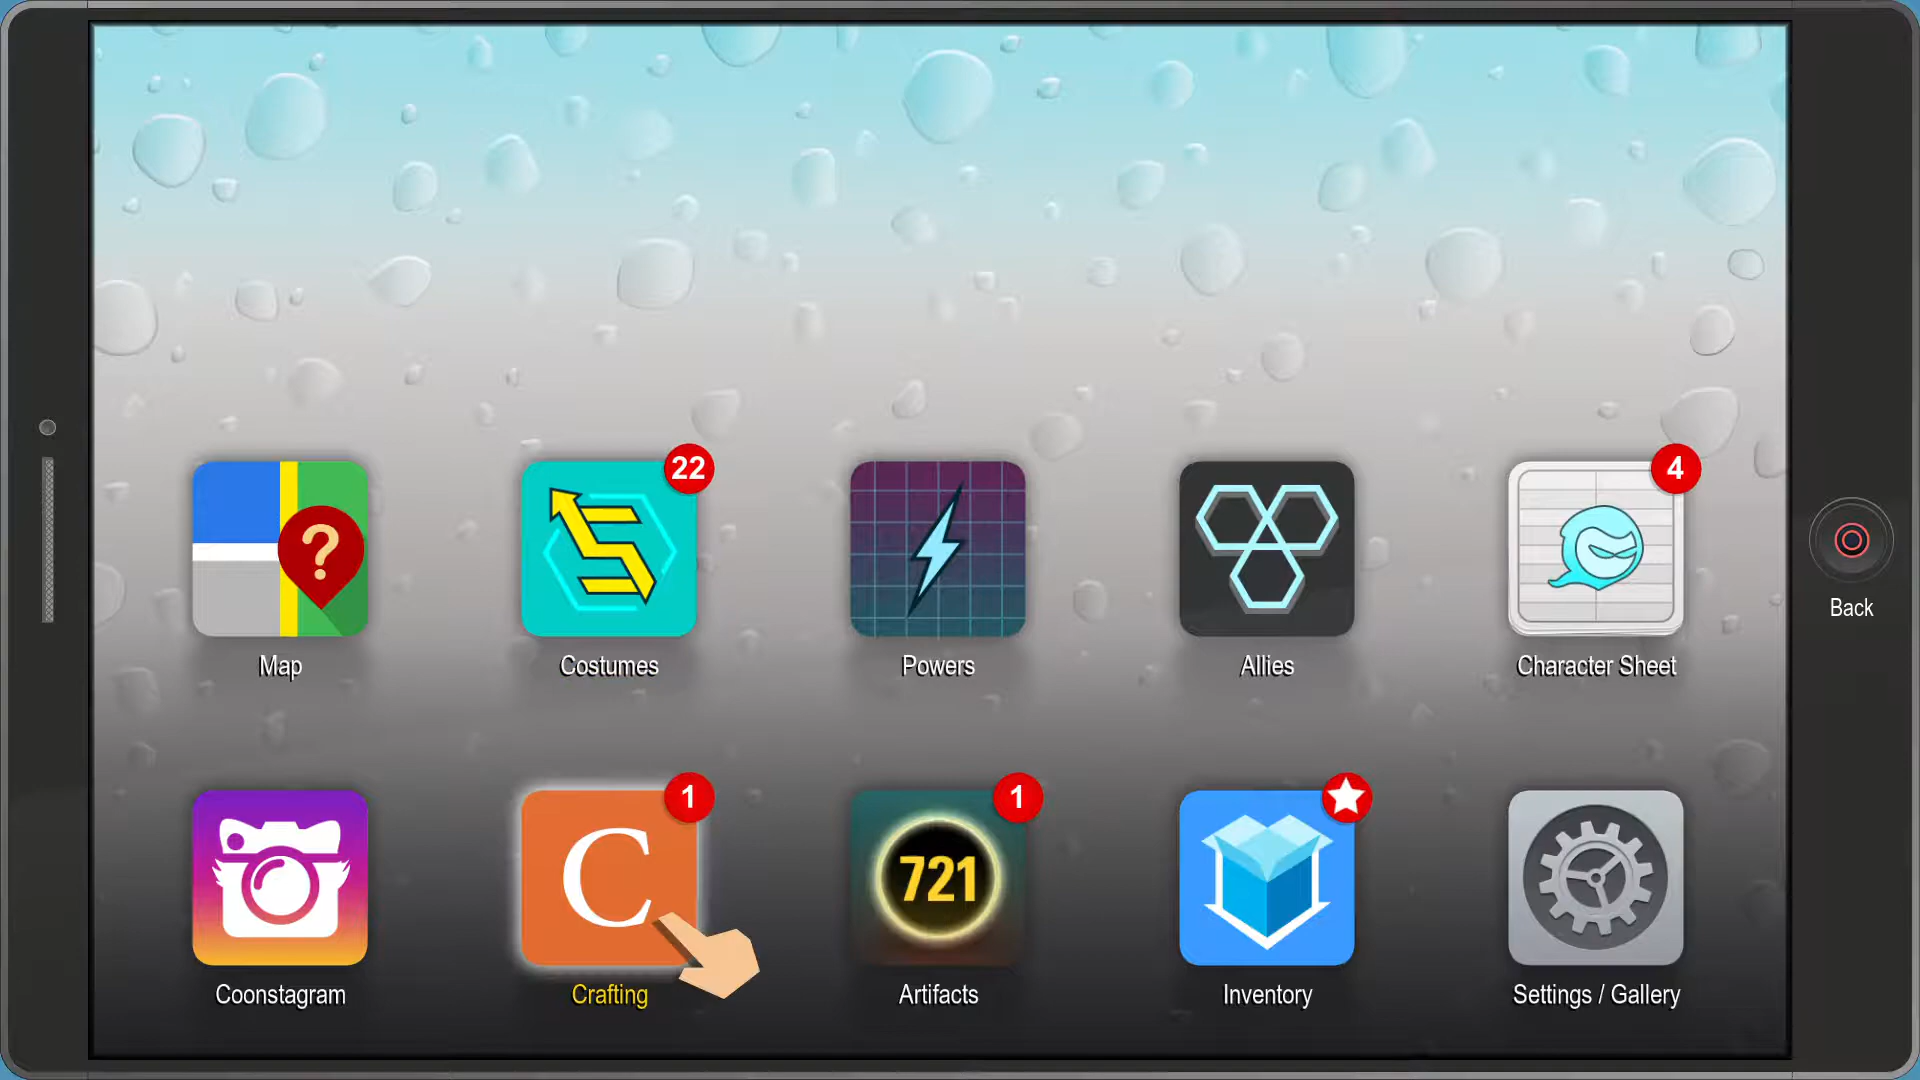 22
4
Map
Costumes
Powers
Allies
Character Sheet
Back
1
1
C
721
Coonstagram
Crafting
Artifacts
Inventory
Settings / Gallery